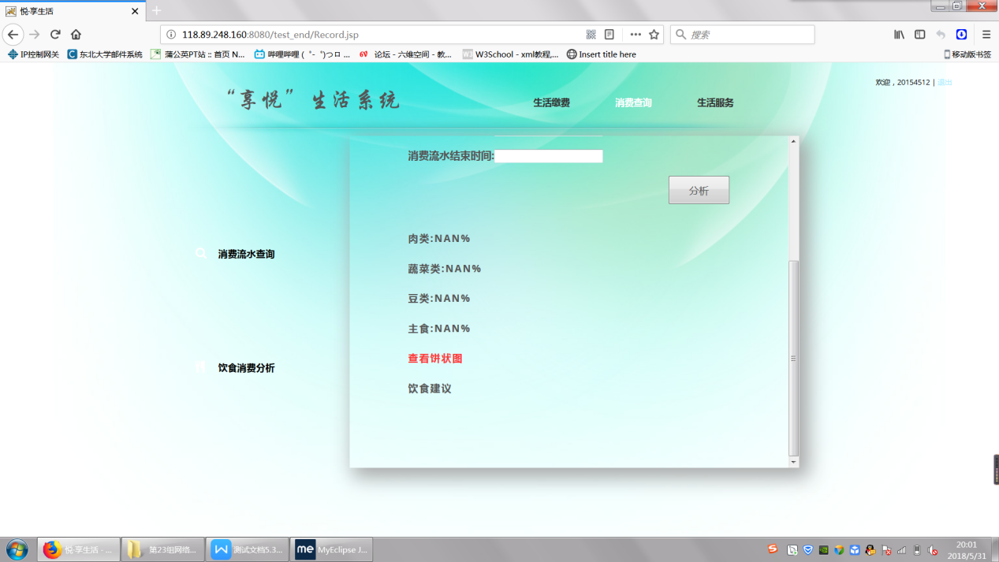 悦·享生活
118.89.248.160:8080/test_end/Record.jsp
搜索
IP控制网关
东北大学邮件系统
蒲公英PT站 :: 首页 N...
哔哩哔哩 ( ゜- ゜)つロ ...
论坛 - 六维空间 - 教...
W3School - xml教程,...
Insert title here
移动版书签
欢迎，20154512 | 退出
“享悦”生活系统
生活缴费
消费查询
生活服务
消费流水结束时间:
分析
肉类:NAN%
消费流水查询
蔬菜类:NAN%
豆类:NAN%
主食:NAN%
查看饼状图
饮食消费分析
饮食建议
悦·享生活 - ...
第23组网络...
测试文档5.3...
me
MyEclipse J...
20:01
2018/5/31